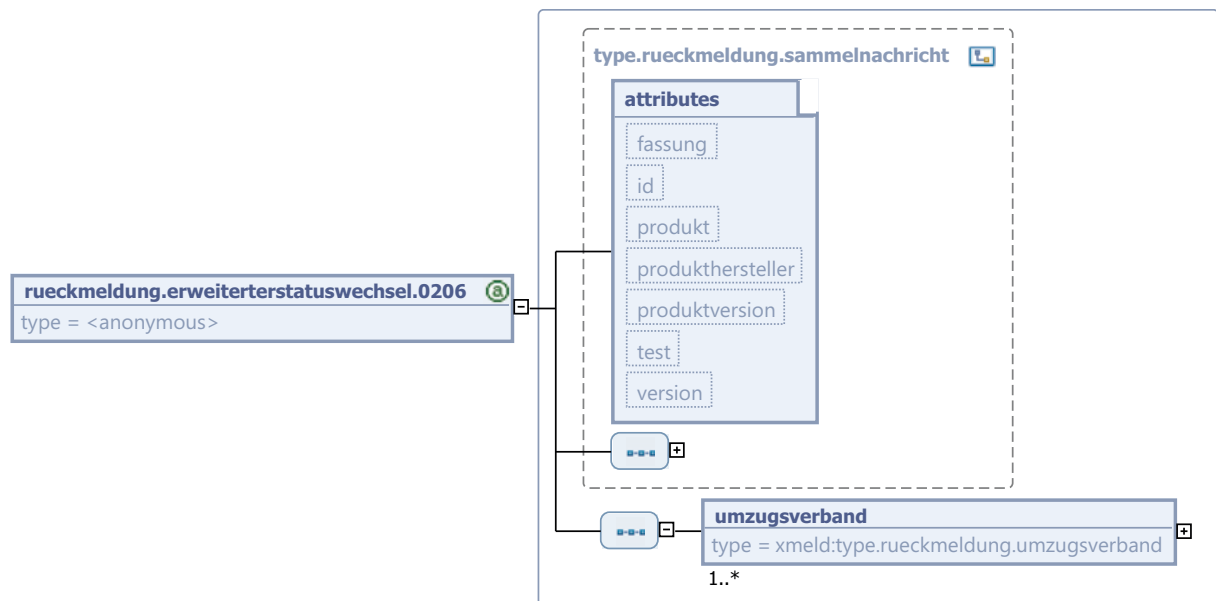 type.rueckmeldung.sammelnachricht
attributes
fassung
id
produkt
produkthersteller
produktversion
test
version
rueckmeldung.erweiterterstatuswechsel.0206 @
type = <anonymous>
umzugsverband
type = xmeld:type.rueckmeldung.umzugsverband
1..*